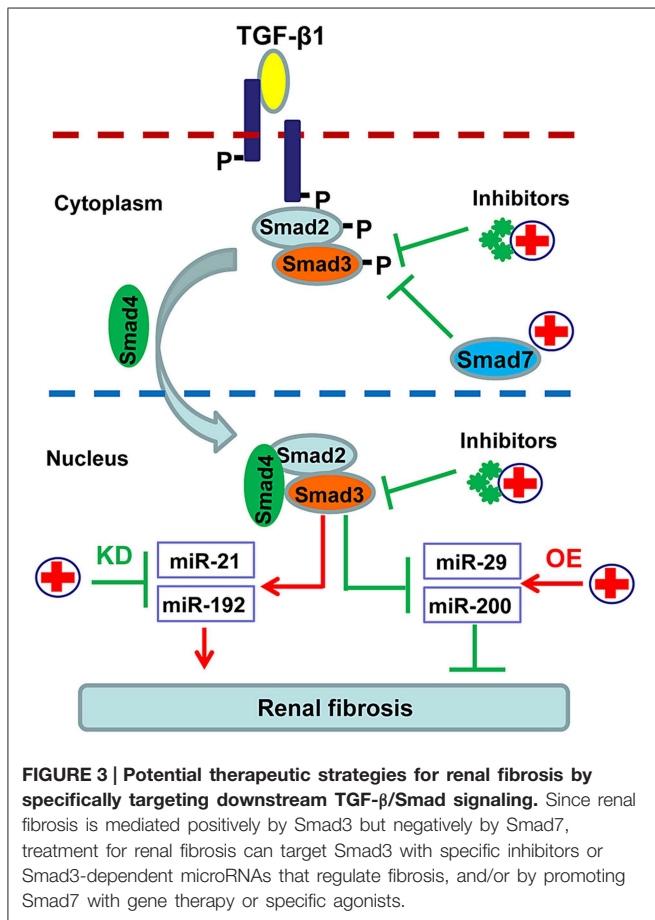 TGF-β1
P
P
Cytoplasm
Inhibitors
Smad2 P
Smad3 P
Smad4
Smad7
Nucleus
Inhibitors
Smad4
Smad2
Smad3
KD
miR-21
miR-29
OE
miR-192
miR-200
Renal fibrosis
FIGURE 3 | Potential therapeutic strategies for renal fibrosis by
specifically targeting downstream TGF-β/Smad signaling. Since renal
fibrosis is mediated positively by Smad3 but negatively by Smad7,
treatment for renal fibrosis can target Smad3 with specific inhibitors or
Smad3-dependent microRNAs that regulate fibrosis, and/or by promoting
Smad7 with gene therapy or specific agonists.